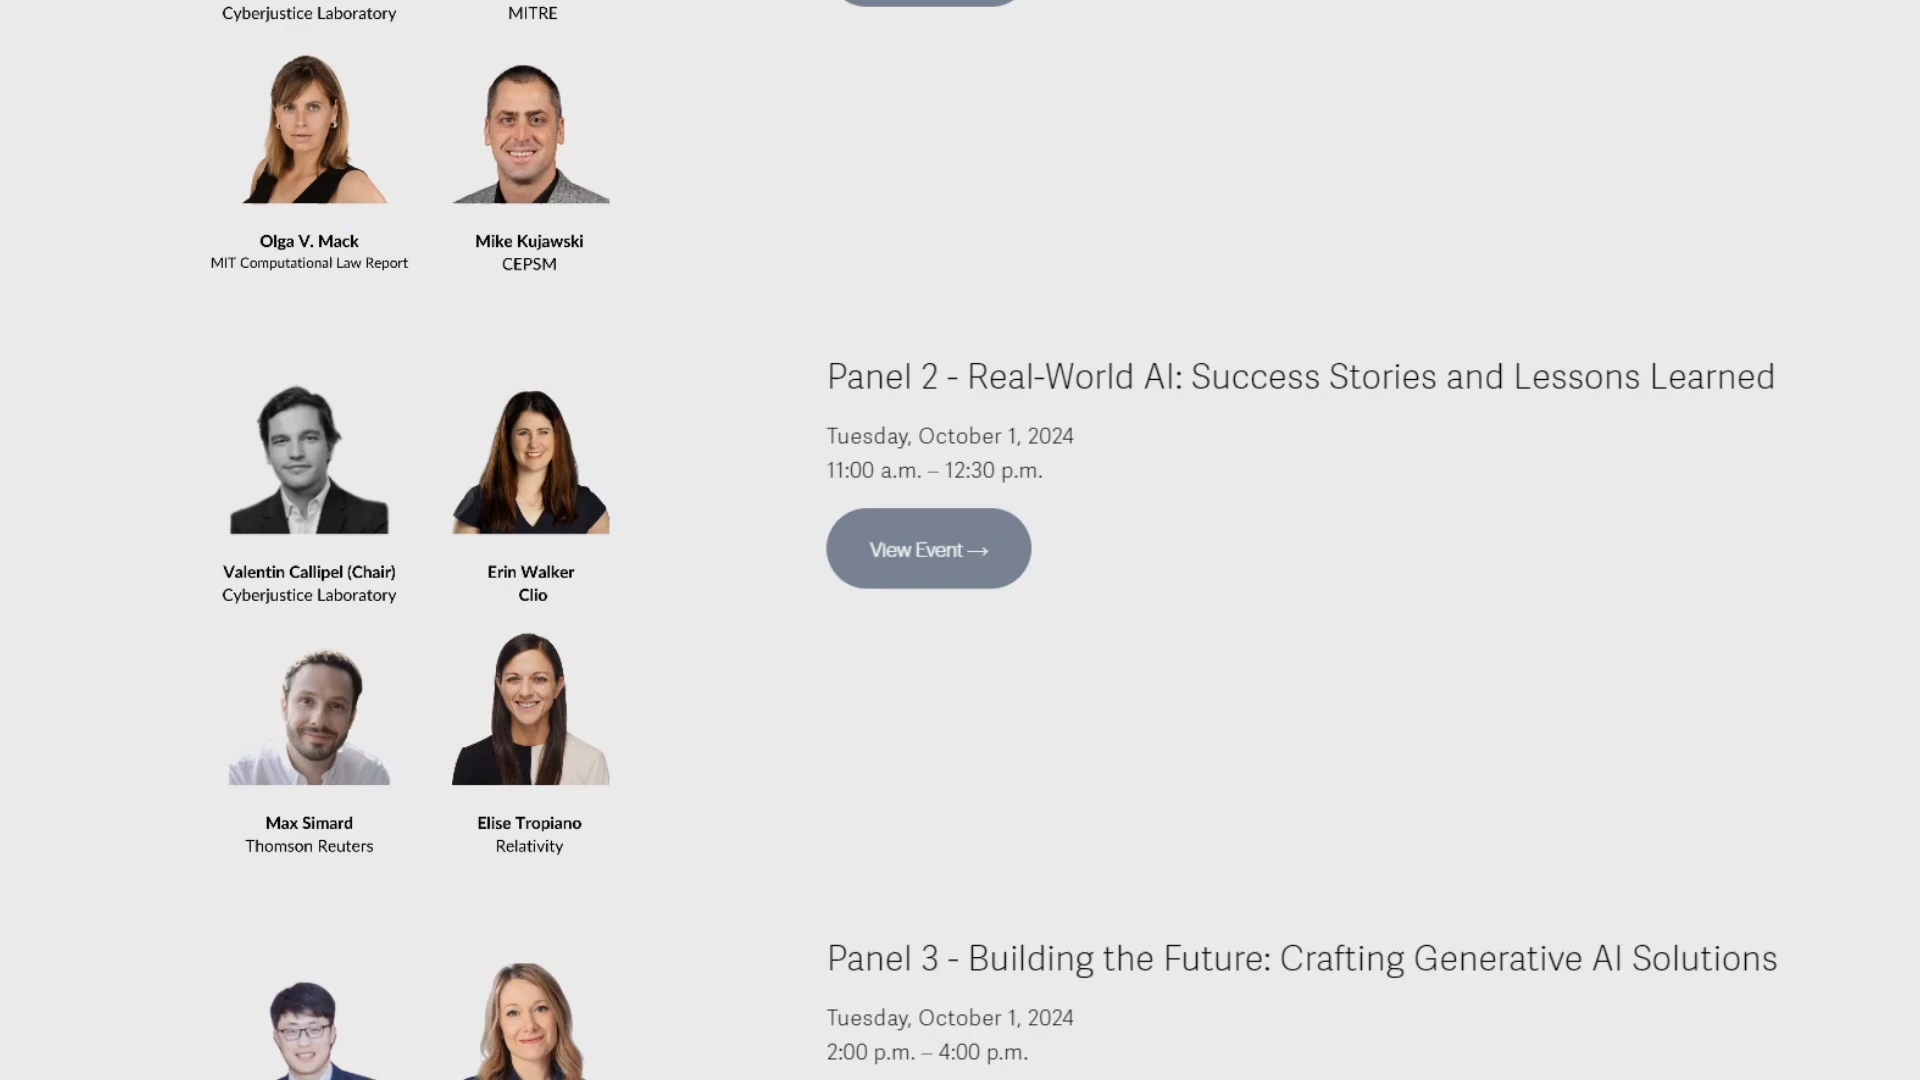 Cyberjustice Laboratory
MITRE
Olga V. Mack
MIT Computational Law Report
Mike Kujawski
CEPSM
Panel 2 - Real-World AI: Success Stories and Lessons Learned
Tuesday, October 1, 2024
11:00 a.m. – 12:30 p.m.
View Event →
Valentin Callipel (Chair)
Cyberjustice Laboratory
Erin Walker
Clio
Max Simard
Thomson Reuters
Elise Tropiano
Relativity
Panel 3 - Building the Future: Crafting Generative AI Solutions
Tuesday, October 1, 2024
2:00 p.m. – 4:00 p.m.